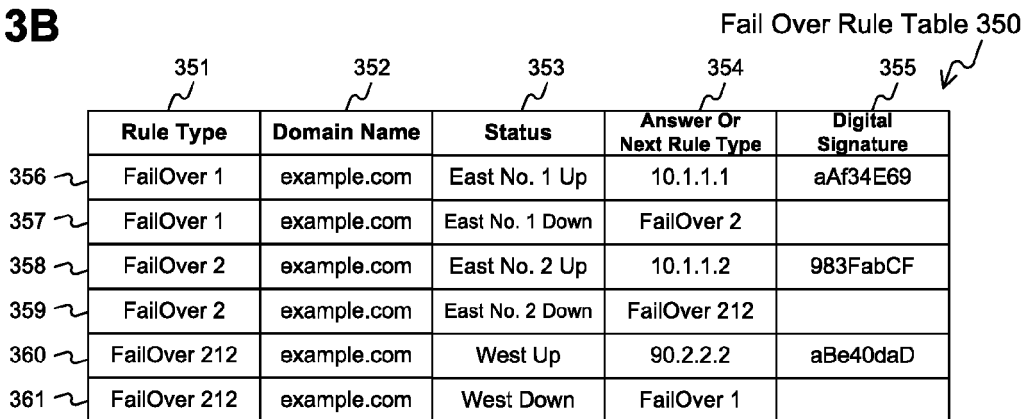 3B
Fail Over Rule Table 350
351 352 353 354 355
Rule Type Domain Name Status Answer Or Next Rule Type Digital Signature
356 FailOver 1 example.com East No. 1 Up 10.1.1.1 aAf34E69
357 FailOver 1 example.com East No. 1 Down FailOver 2
358 FailOver 2 example.com East No. 2 Up 10.1.1.2 983FabCF
359 FailOver 2 example.com East No. 2 Down FailOver 212
360 FailOver 212 example.com West Up 90.2.2.2 aBe40daD
361 FailOver 212 example.com West Down FailOver 1